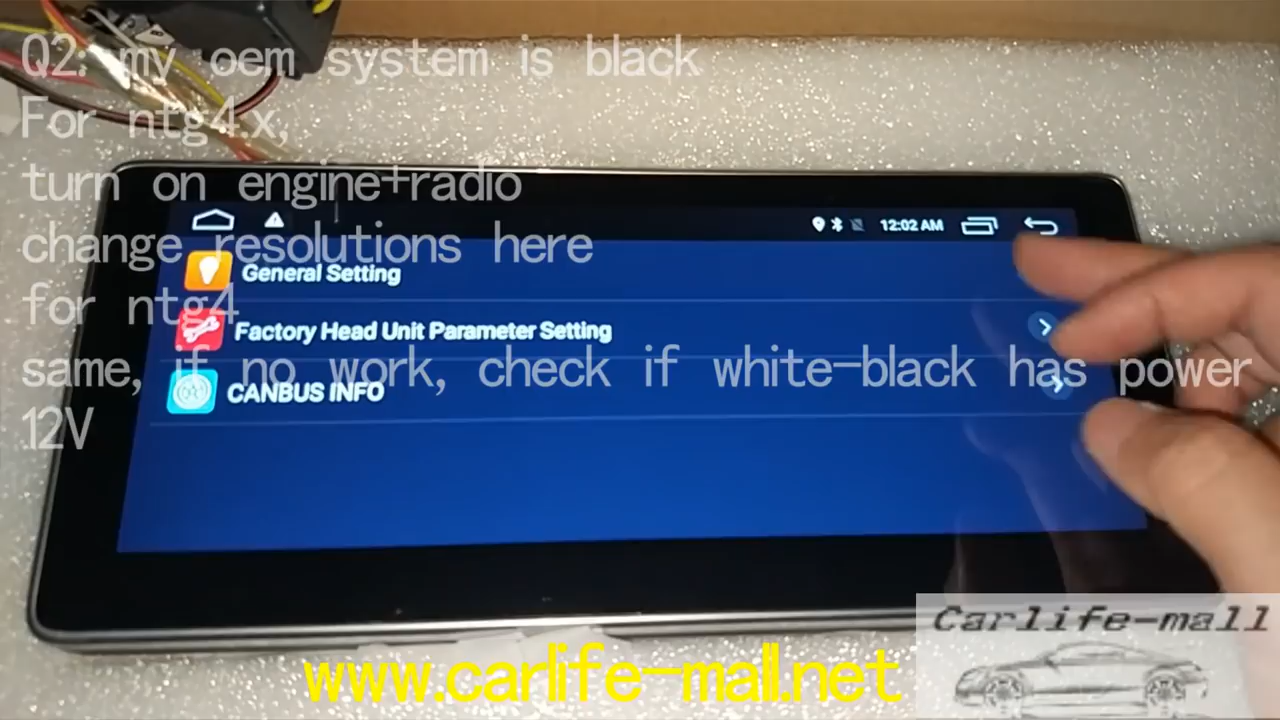 Q2: my oem system is black
For ntg4.x,
turn on engine+radio
change resolutions here
for ntg4
same, if no work, check if white-black has power
12V
12:02 AM
General Setting
Factory Head Unit Parameter Setting
CANBUS INFO
Carlife-mall
www.carlife-mall.net